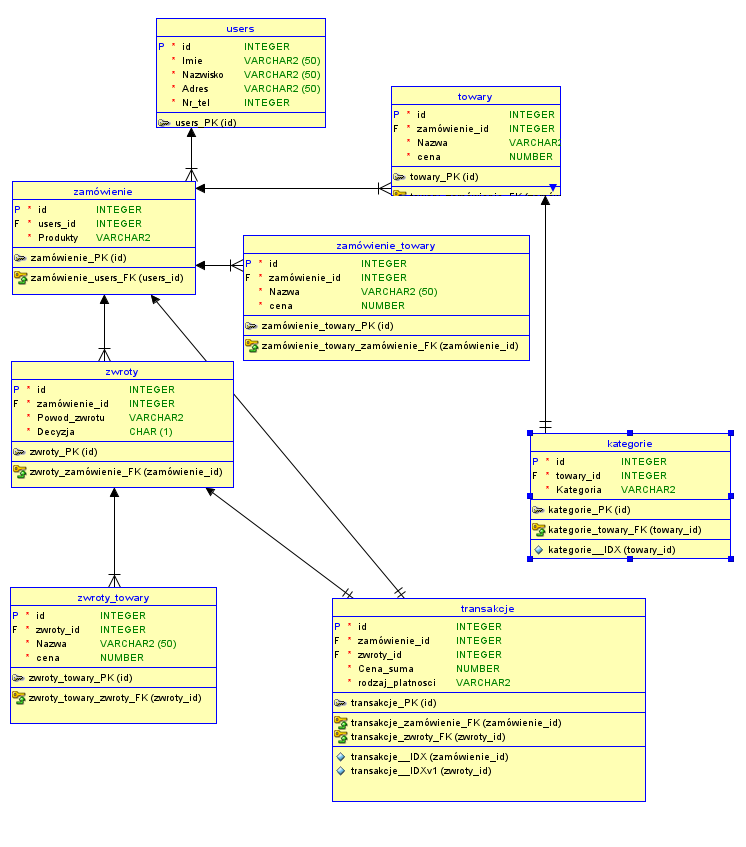 users
P * id INTEGER
* Imie VARCHAR2 (50)
* Nazwisko VARCHAR2 (50)
* Adres VARCHAR2 (50)
* Nr_tel INTEGER
users_PK (id)
towary
P * id INTEGER
F * zamówienie_id INTEGER
* Nazwa VARCHAR2
* cena NUMBER
towary_PK (id)
zamówienie
P * id INTEGER
F * users_id INTEGER
* Produkty VARCHAR2
zamówienie_PK (id)
zamówienie_users_FK (users_id)
zamówienie_towary
P * id INTEGER
F * zamówienie_id INTEGER
* Nazwa VARCHAR2 (50)
* cena NUMBER
zamówienie_towary_PK (id)
zamówienie_towary_zamówienie_FK (zamówienie_id)
zwroty
P * id INTEGER
F * zamówienie_id INTEGER
* Powod_zwrotu VARCHAR2
* Decyzja CHAR (1)
zwroty_PK (id)
zwroty_zamówienie_FK (zamówienie_id)
kategorie
P * id INTEGER
F * towary_id INTEGER
* Kategoria VARCHAR2
kategorie_PK (id)
kategorie_towary_FK (towary_id)
kategorie__IDX (towary_id)
zwroty_towary
P * id INTEGER
F * zwroty_id INTEGER
* Nazwa VARCHAR2 (50)
* cena NUMBER
zwroty_towary_PK (id)
zwroty_towary_zwroty_FK (zwroty_id)
transakcje
P * id INTEGER
F * zamówienie_id INTEGER
F * zwroty_id INTEGER
* Cena_suma NUMBER
* rodzaj_platnosci VARCHAR2
transakcje_PK (id)
transakcje_zamówienie_FK (zamówienie_id)
transakcje_zwroty_FK (zwroty_id)
transakcje__IDX (zamówienie_id)
transakcje__IDXv1 (zwroty_id)